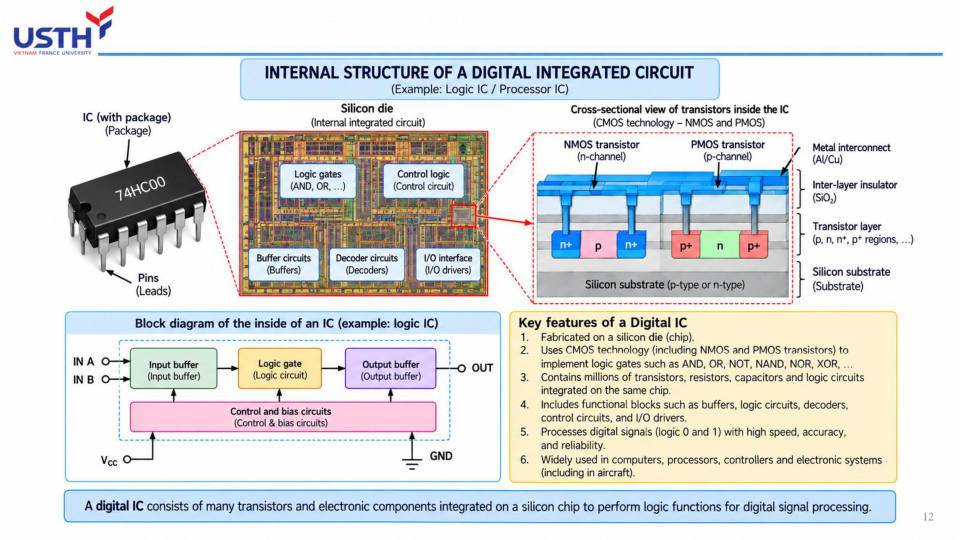 USTH
VIETNAM FRANCE UNIVERSITY
INTERNAL STRUCTURE OF A DIGITAL INTEGRATED CIRCUIT
(Example: Logic IC / Processor IC)
IC (with package)
(Package)
74HC00
Pins
(Leads)
Silicon die
(Internal integrated circuit)
Logic gates
(AND, OR, ...)
Control logic
(Control circuit)
Buffer circuits
(Buffers)
Decoder circuits
(Decoders)
I/O interface
(I/O drivers)
Cross-sectional view of transistors inside the IC
(CMOS technology – NMOS and PMOS)
NMOS transistor
(n-channel)
PMOS transistor
(p-channel)
n+ p n+ p+ n p+
Silicon substrate (p-type or n-type)
Metal interconnect
(Al/Cu)
Inter-layer insulator
(SiO₂)
Transistor layer
(p, n, n⁺, p⁺ regions, ...)
Silicon substrate
(Substrate)
Block diagram of the inside of an IC (example: logic IC)
IN A
IN B
Input buffer
(Input buffer)
Logic gate
(Logic circuit)
Output buffer
(Output buffer)
OUT
Control and bias circuits
(Control & bias circuits)
Vcc
GND
Key features of a Digital IC
1. Fabricated on a silicon die (chip).
2. Uses CMOS technology (including NMOS and PMOS transistors) to
implement logic gates such as AND, OR, NOT, NAND, NOR, XOR, ...
3. Contains millions of transistors, resistors, capacitors and logic circuits
integrated on the same chip.
4. Includes functional blocks such as buffers, logic circuits, decoders,
control circuits, and I/O drivers.
5. Processes digital signals (logic 0 and 1) with high speed, accuracy,
and reliability.
6. Widely used in computers, processors, controllers and electronic systems
(including in aircraft).
A digital IC consists of many transistors and electronic components integrated on a silicon chip to perform logic functions for digital signal processing.
12